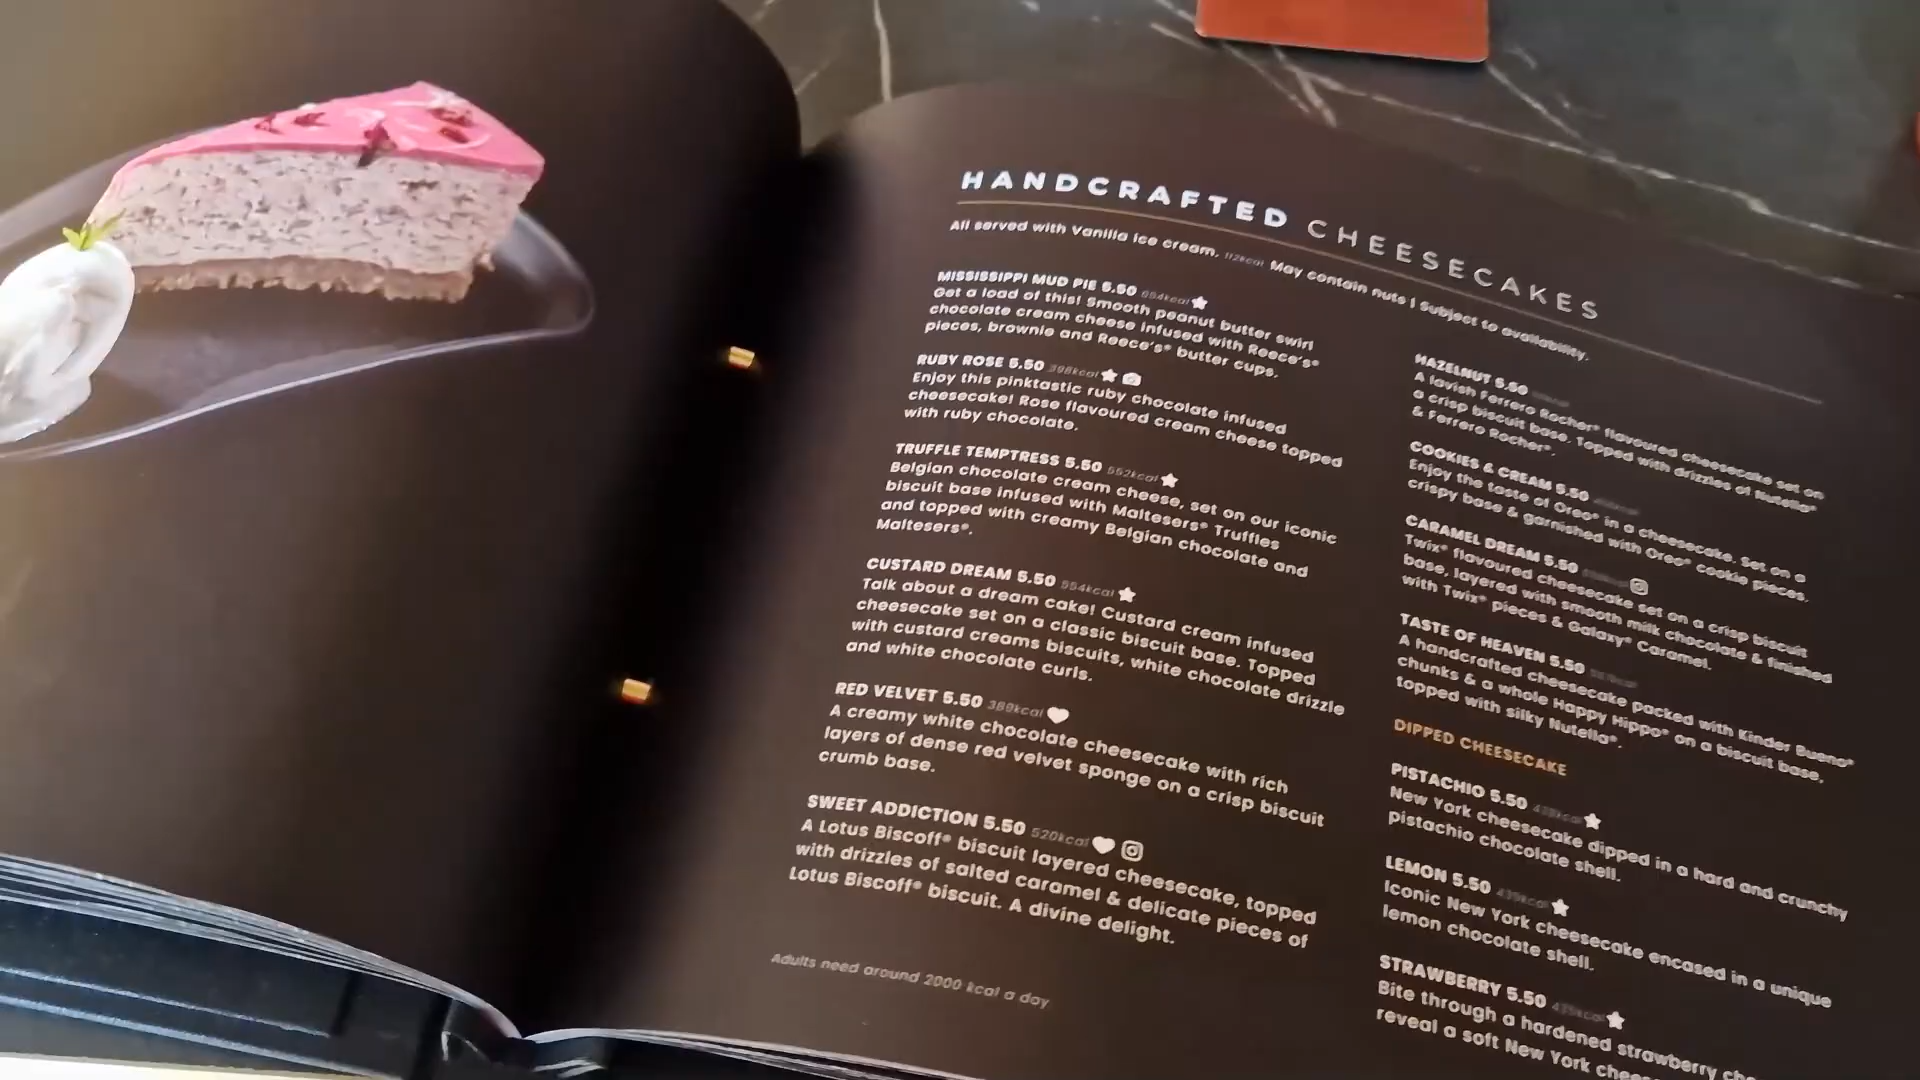 HANDCRAFTED CHEESECAKES
All served with Vanilla ice cream. 112kcal May contain nuts | Subject to availability.
MISSISSIPPI MUD PIE 5.50 554kcal
Get a load of this! Smooth peanut butter swirl
chocolate cream cheese infused with Reece's®
pieces, brownie and Reece's® butter cups.
RUBY ROSE 5.50 398kcal
Enjoy this pinktastic ruby chocolate infused
cheesecake! Rose flavoured cream cheese topped
with ruby chocolate.
TRUFFLE TEMPTRESS 5.50 552kcal
Belgian chocolate cream cheese, set on our iconic
biscuit base infused with Maltesers® Truffles
and topped with creamy Belgian chocolate and
Maltesers®.
CUSTARD DREAM 5.50 554kcal
Talk about a dream cake! Custard cream infused
cheesecake set on a classic biscuit base. Topped
with custard creams biscuits, white chocolate drizzle
and white chocolate curls.
RED VELVET 5.50 389kcal
A creamy white chocolate cheesecake with rich
layers of dense red velvet sponge on a crisp biscuit
crumb base.
SWEET ADDICTION 5.50 520kcal
A Lotus Biscoff® biscuit layered cheesecake, topped
with drizzles of salted caramel & delicate pieces of
Lotus Biscoff® biscuit. A divine delight.
Adults need around 2000 kcal a day.
HAZELNUT 5.50
A lavish Ferrero Rocher® flavoured cheesecake set on
a crisp biscuit base. Topped with drizzles of Nutella®
& Ferrero Rocher®.
COOKIES & CREAM 5.50
Enjoy the taste of Oreo® in a cheesecake. Set on a
crispy base & garnished with Oreo® cookie pieces.
CARAMEL DREAM 5.50
Twix® flavoured cheesecake set on a crisp biscuit
base, layered with smooth milk chocolate & finished
with Twix® pieces & Galaxy® Caramel.
TASTE OF HEAVEN 5.50
A handcrafted cheesecake packed with Kinder Bueno®
chunks & a whole Happy Hippo® on a biscuit base,
topped with silky Nutella®.
DIPPED CHEESECAKE
PISTACHIO 5.50
New York cheesecake dipped in a hard and crunchy
pistachio chocolate shell.
LEMON 5.50
Iconic New York cheesecake encased in a unique
lemon chocolate shell.
STRAWBERRY 5.50
Bite through a hardened strawberry
reveal a soft New York